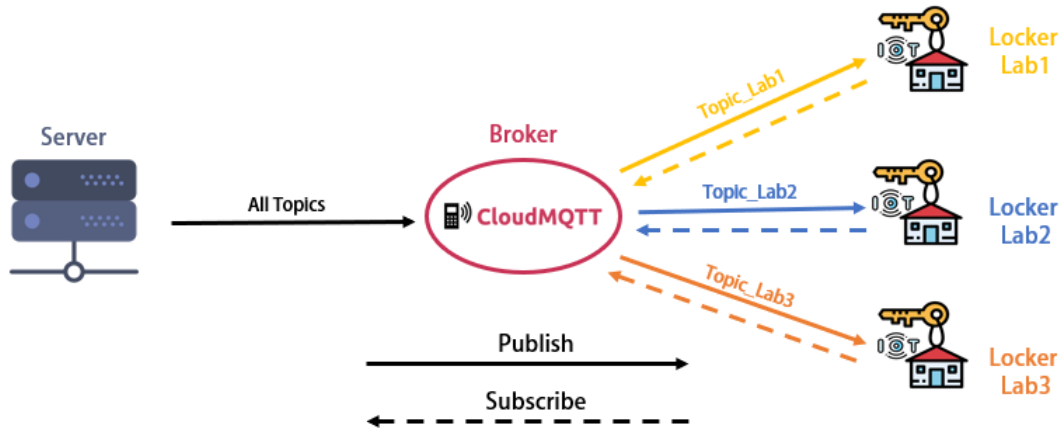 Server
All Topics
Broker
CloudMQTT
Topic_Lab1
IOT
Locker
Lab1
Topic_Lab2
IOT
Locker
Lab2
Topic_Lab3
IOT
Locker
Lab3
Publish
Subscribe